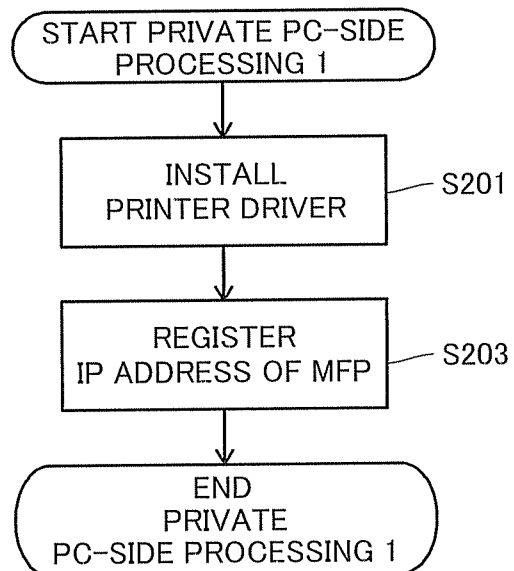 START PRIVATE PC-SIDE
PROCESSING 1
INSTALL
PRINTER DRIVER
S201
REGISTER
IP ADDRESS OF MFP
S203
END
PRIVATE
PC-SIDE PROCESSING 1